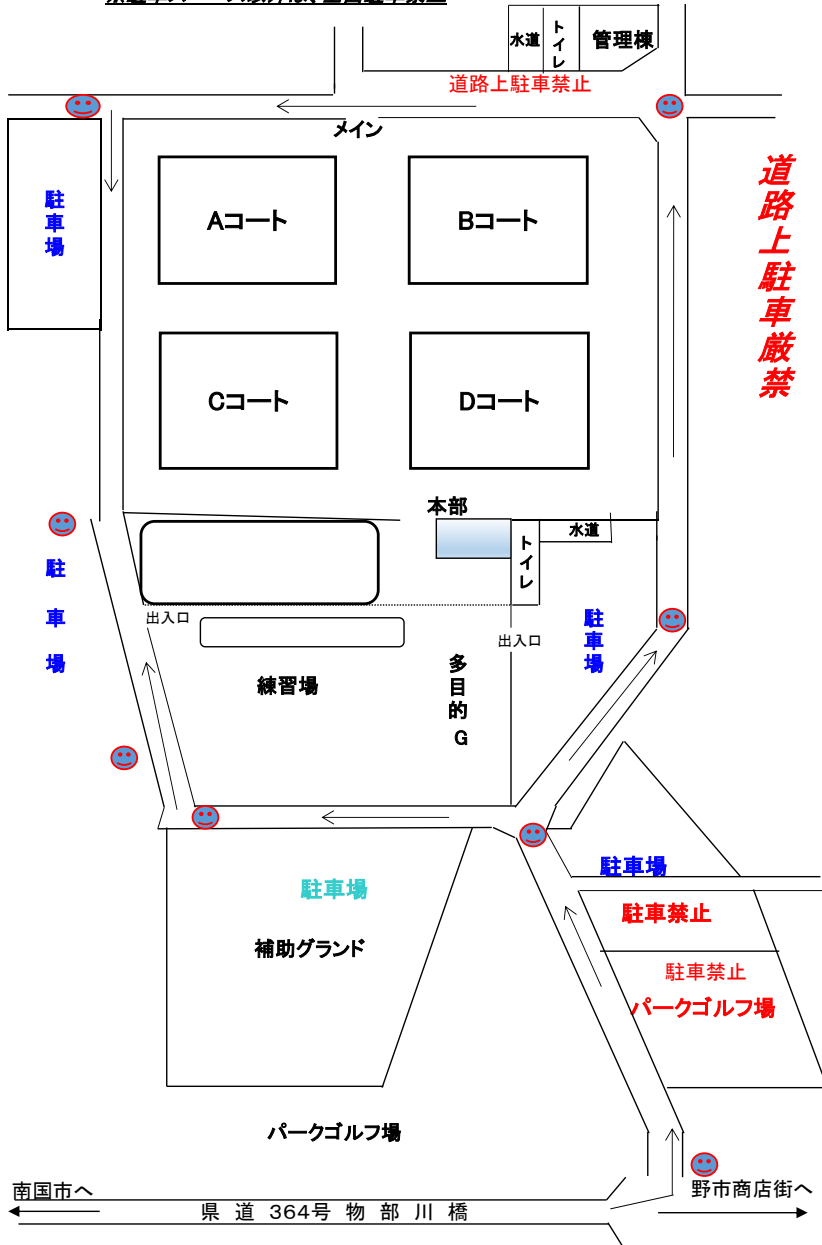 水道
トイレ
管理棟
道路上駐車禁止
メイン
駐車場
Aコート
Bコート
道路上駐車厳禁
Cコート
Dコート
本部
トイレ
水道
駐車場
出入口
出入口
駐車場
練習場
多目的G
駐車場
駐車場
駐車禁止
補助グランド
駐車禁止
パークゴルフ場
パークゴルフ場
南国市へ
野市商店街へ
県道364号物部川橋